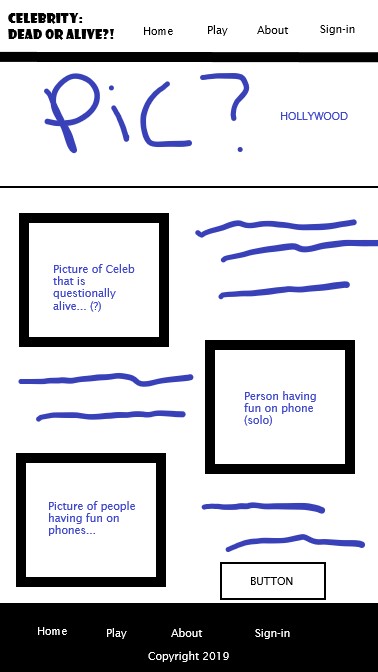 CELEBRITY:
DEAD OR ALIVE?!
Home Play About Sign-in
Pic?
HOLLYWOOD
Picture of Celeb
that is
questionally
alive... (?)
Person having
fun on phone
(solo)
Picture of people
having fun on
phones...
BUTTON
Home Play About Sign-in
Copyright 2019